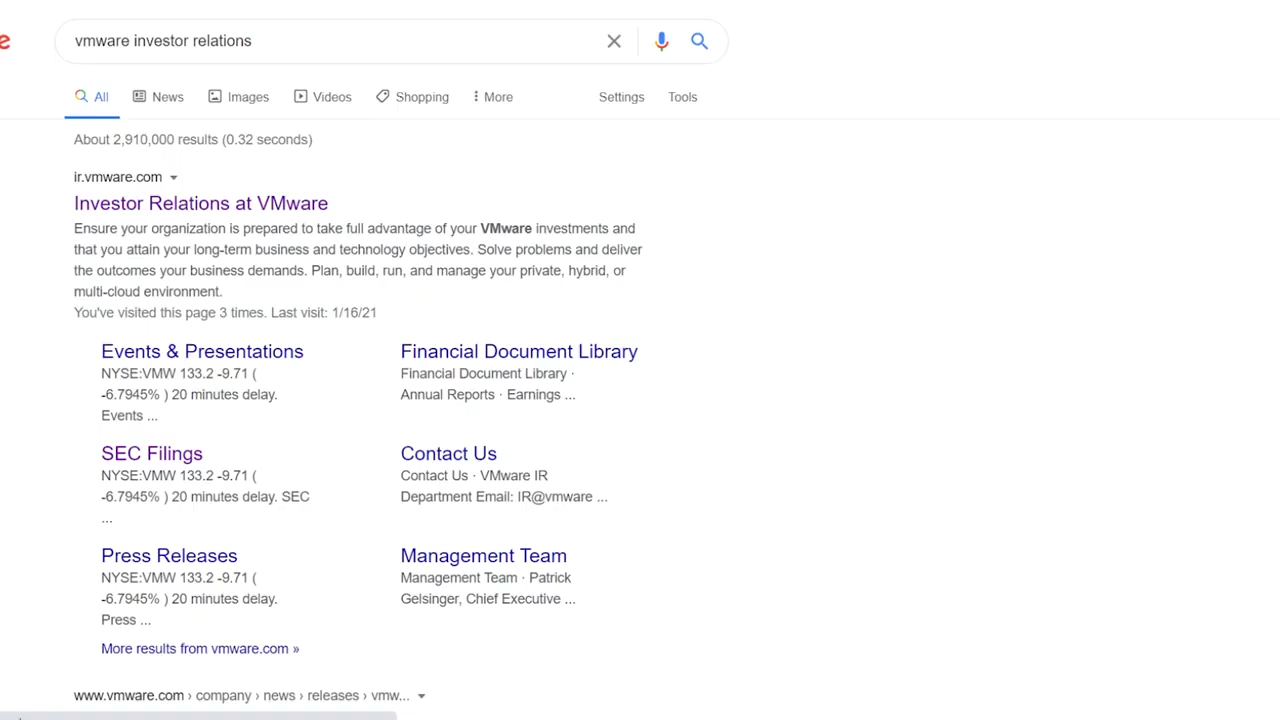 e
vmware investor relations
All News Images Videos Shopping More Settings Tools
About 2,910,000 results (0.32 seconds)
ir.vmware.com
Investor Relations at VMware
Ensure your organization is prepared to take full advantage of your VMware investments and
that you attain your long-term business and technology objectives. Solve problems and deliver
the outcomes your business demands. Plan, build, run, and manage your private, hybrid, or
multi-cloud environment.
You've visited this page 3 times. Last visit: 1/16/21
Events & Presentations
NYSE:VMW 133.2 -9.71 (
-6.7945% ) 20 minutes delay.
Events ...
Financial Document Library
Financial Document Library ·
Annual Reports · Earnings ...
SEC Filings
NYSE:VMW 133.2 -9.71 (
-6.7945% ) 20 minutes delay. SEC
...
Contact Us
Contact Us · VMware IR
Department Email: IR@vmware ...
Press Releases
NYSE:VMW 133.2 -9.71 (
-6.7945% ) 20 minutes delay.
Press ...
Management Team
Management Team · Patrick
Gelsinger, Chief Executive ...
More results from vmware.com »
www.vmware.com › company › news › releases › vmw...